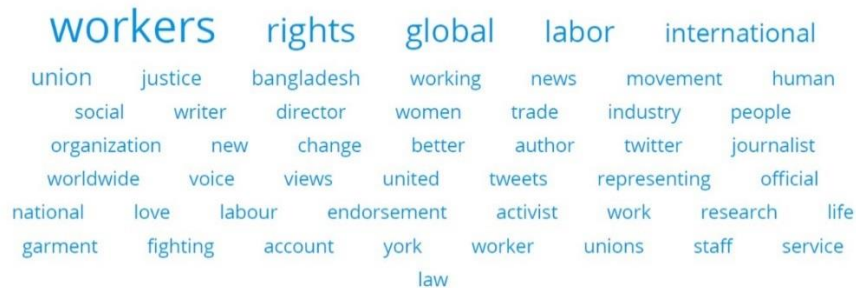 workers rights global labor international
union justice bangladesh working news movement human
social writer director women trade industry people
organization new change better author twitter journalist
worldwide voice views united tweets representing official
national love labour endorsement activist work research life
garment fighting account york worker unions staff service
law